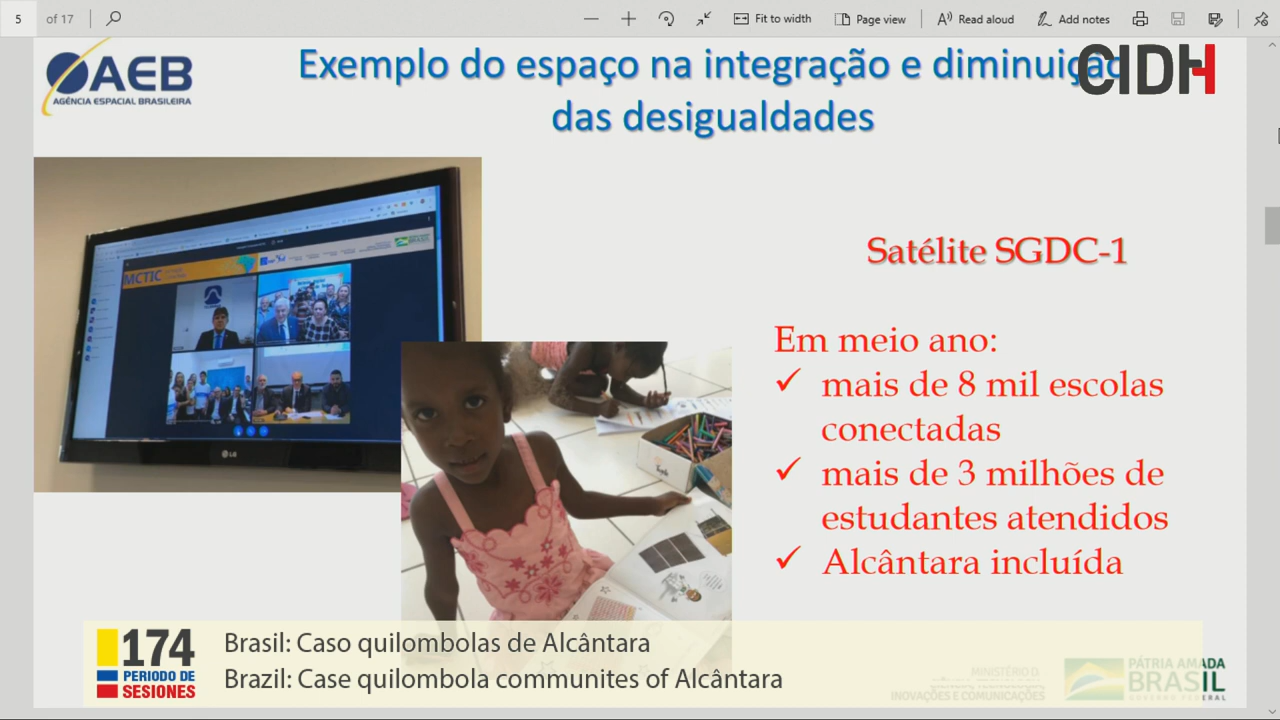 5 of 17
Fit to width
Page view
Read aloud
Add notes
AEB
AGÊNCIA ESPACIAL BRASILEIRA
Exemplo do espaço na integração e diminuição
das desigualdades
CIDH
MCTIC
BRASIL
LG
Satélite SGDC-1
Em meio ano:
✓ mais de 8 mil escolas
conectadas
✓ mais de 3 milhões de
estudantes atendidos
✓ Alcântara incluída
174
PERIODO DE
SESIONES
Brasil: Caso quilombolas de Alcântara
Brazil: Case quilombola communites of Alcântara
MINISTÉRIO D
INOVAÇÕES E COMUNICAÇÕES
PÁTRIA AMADA
BRASIL
GOVERNO FEDERAL